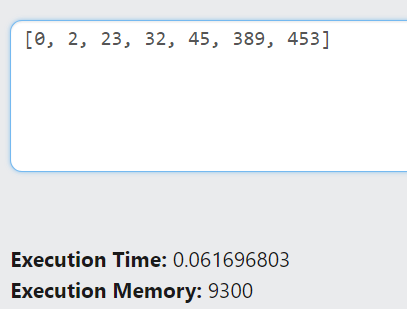 [0, 2, 23, 32, 45, 389, 453]
Execution Time: 0.061696803
Execution Memory: 9300